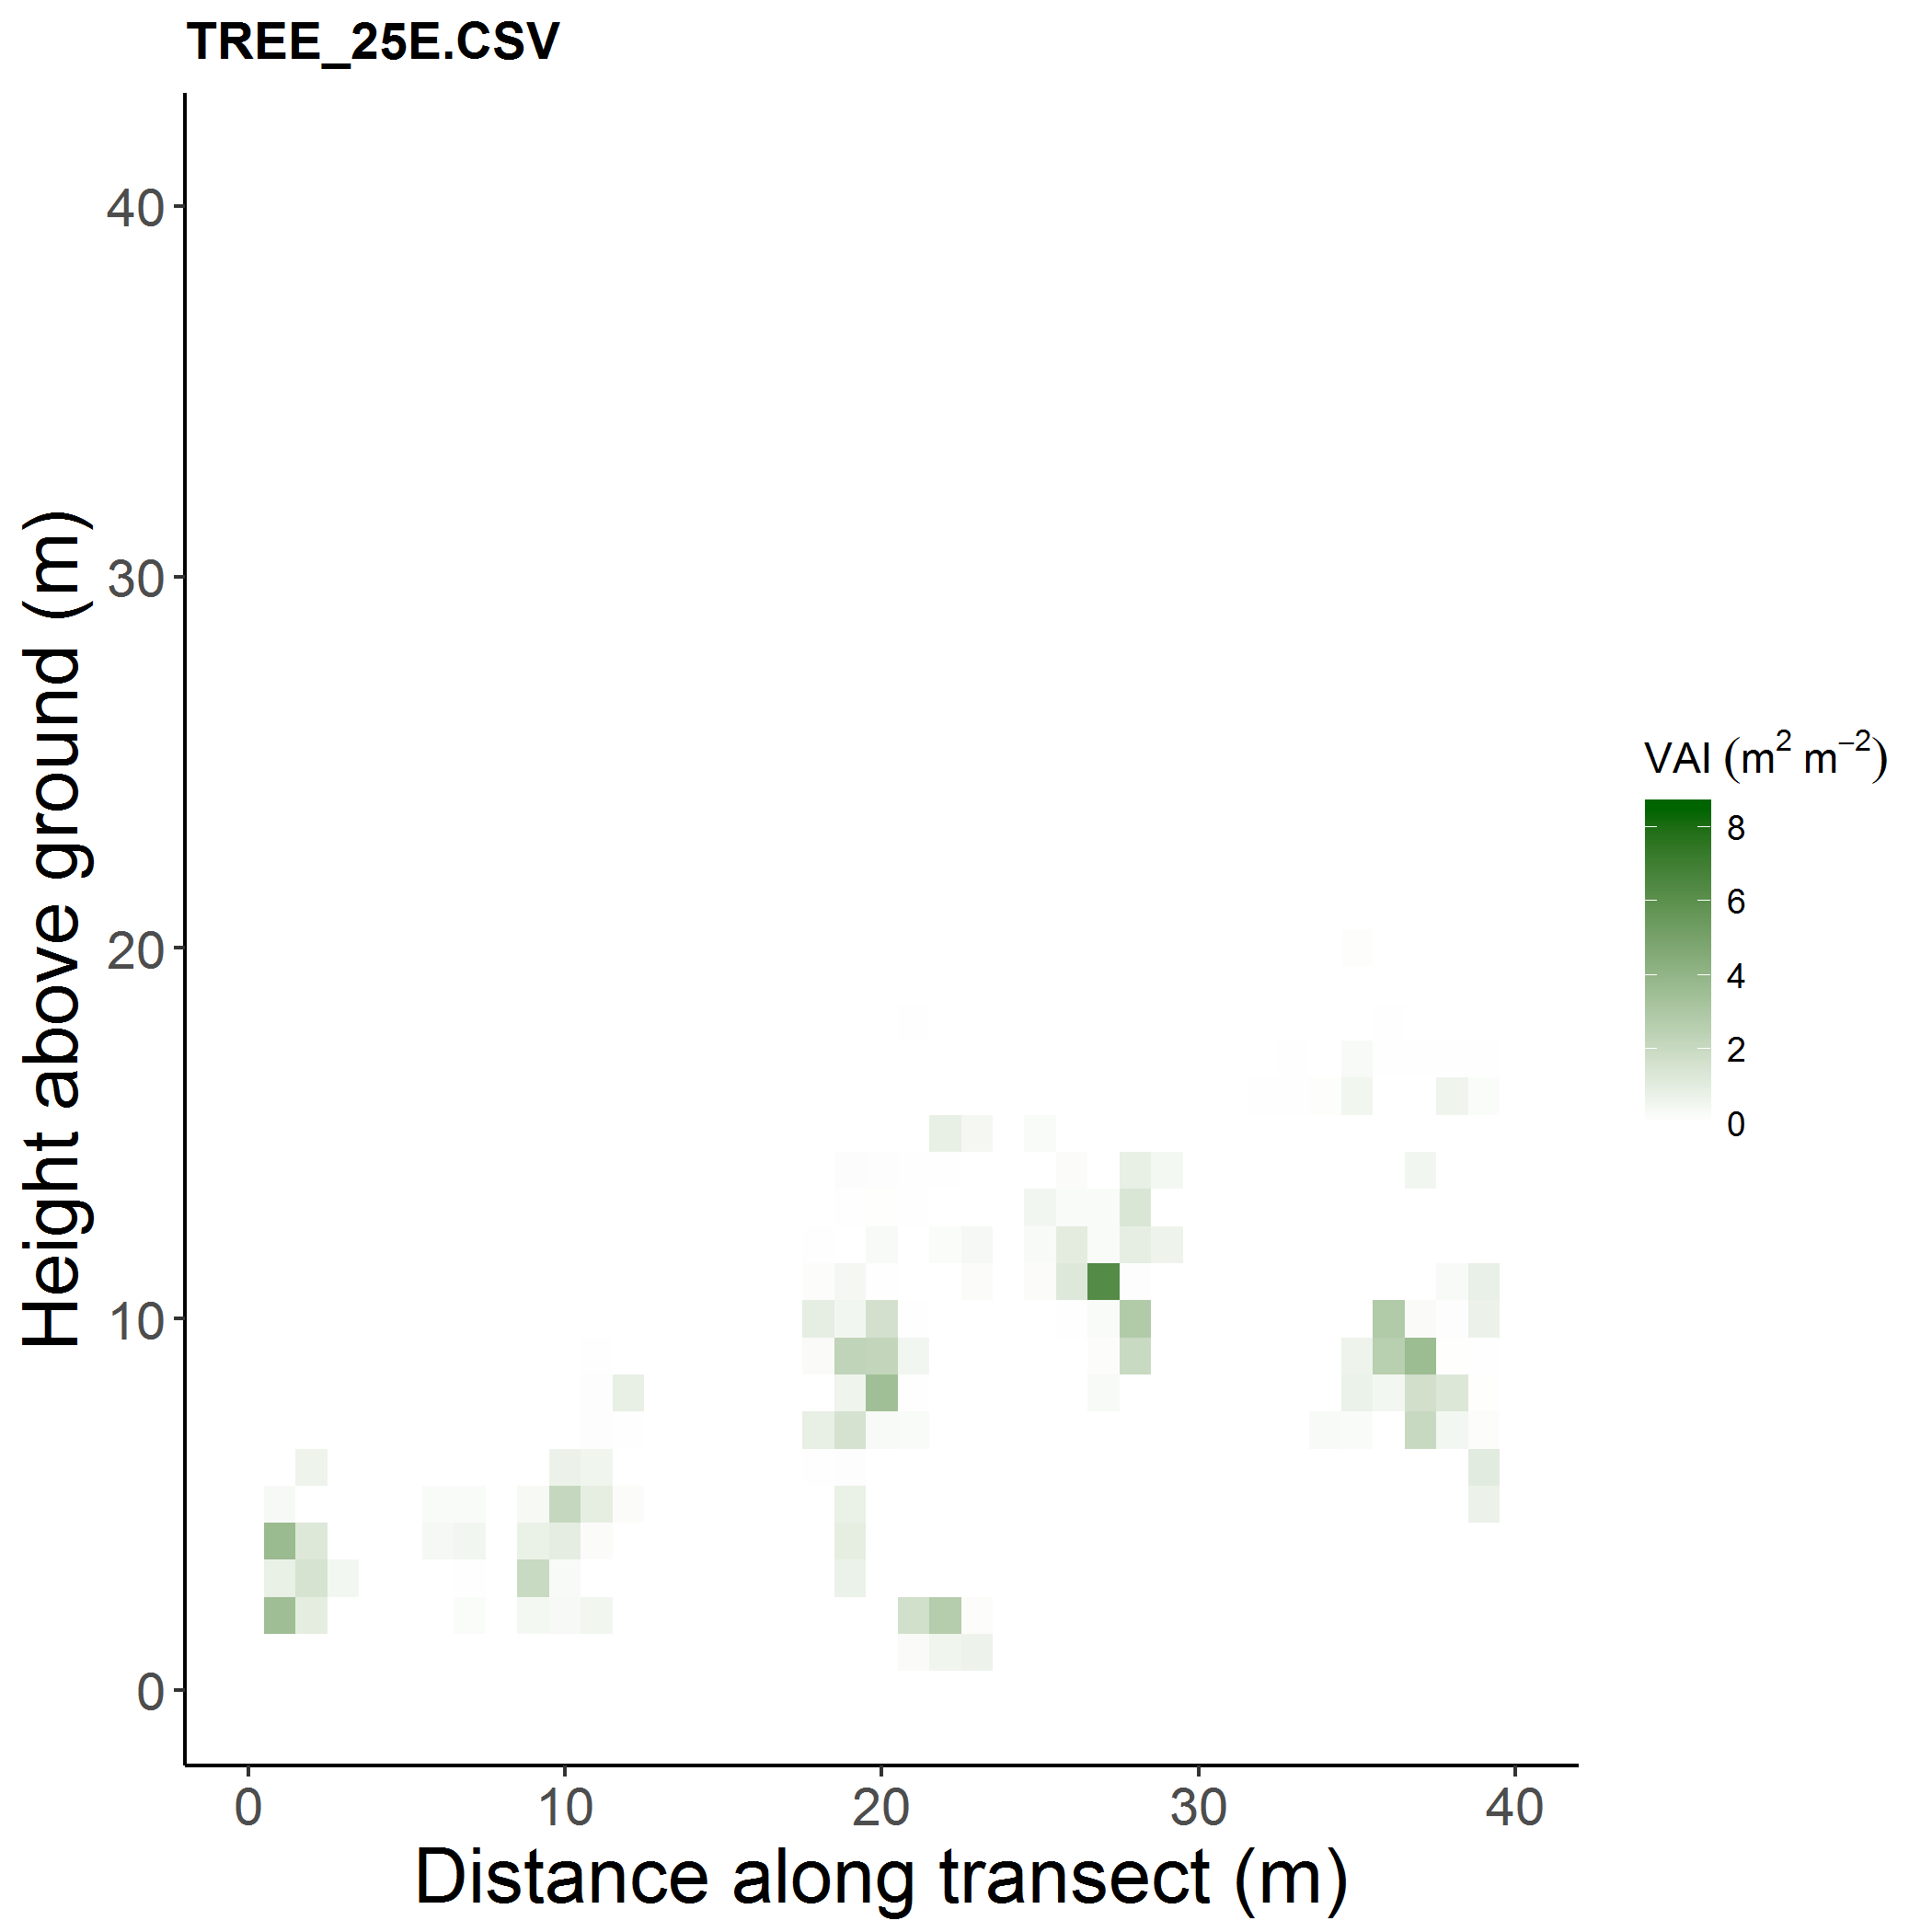 TREE_25E.CSV
Height above ground (m)
40
30
20
10
0
0 10 20 30 40
Distance along transect (m)
VAI (m² m⁻²)
8
6
4
2
0